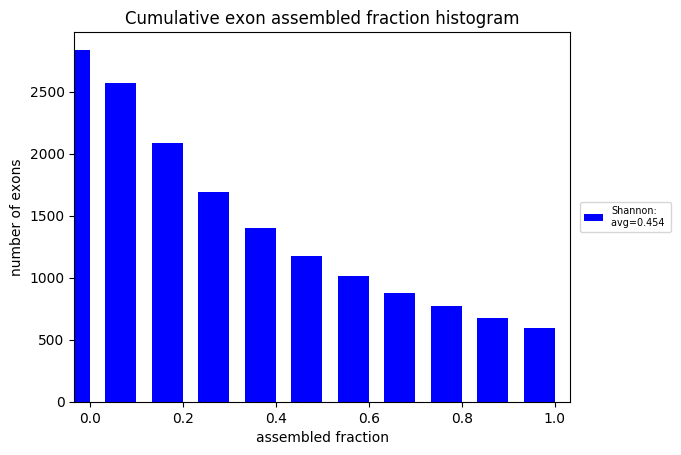 Cumulative exon assembled fraction histogram
number of exons
2500
2000
1500
1000
500
0
0.0 0.2 0.4 0.6 0.8 1.0
assembled fraction
Shannon:
avg=0.454